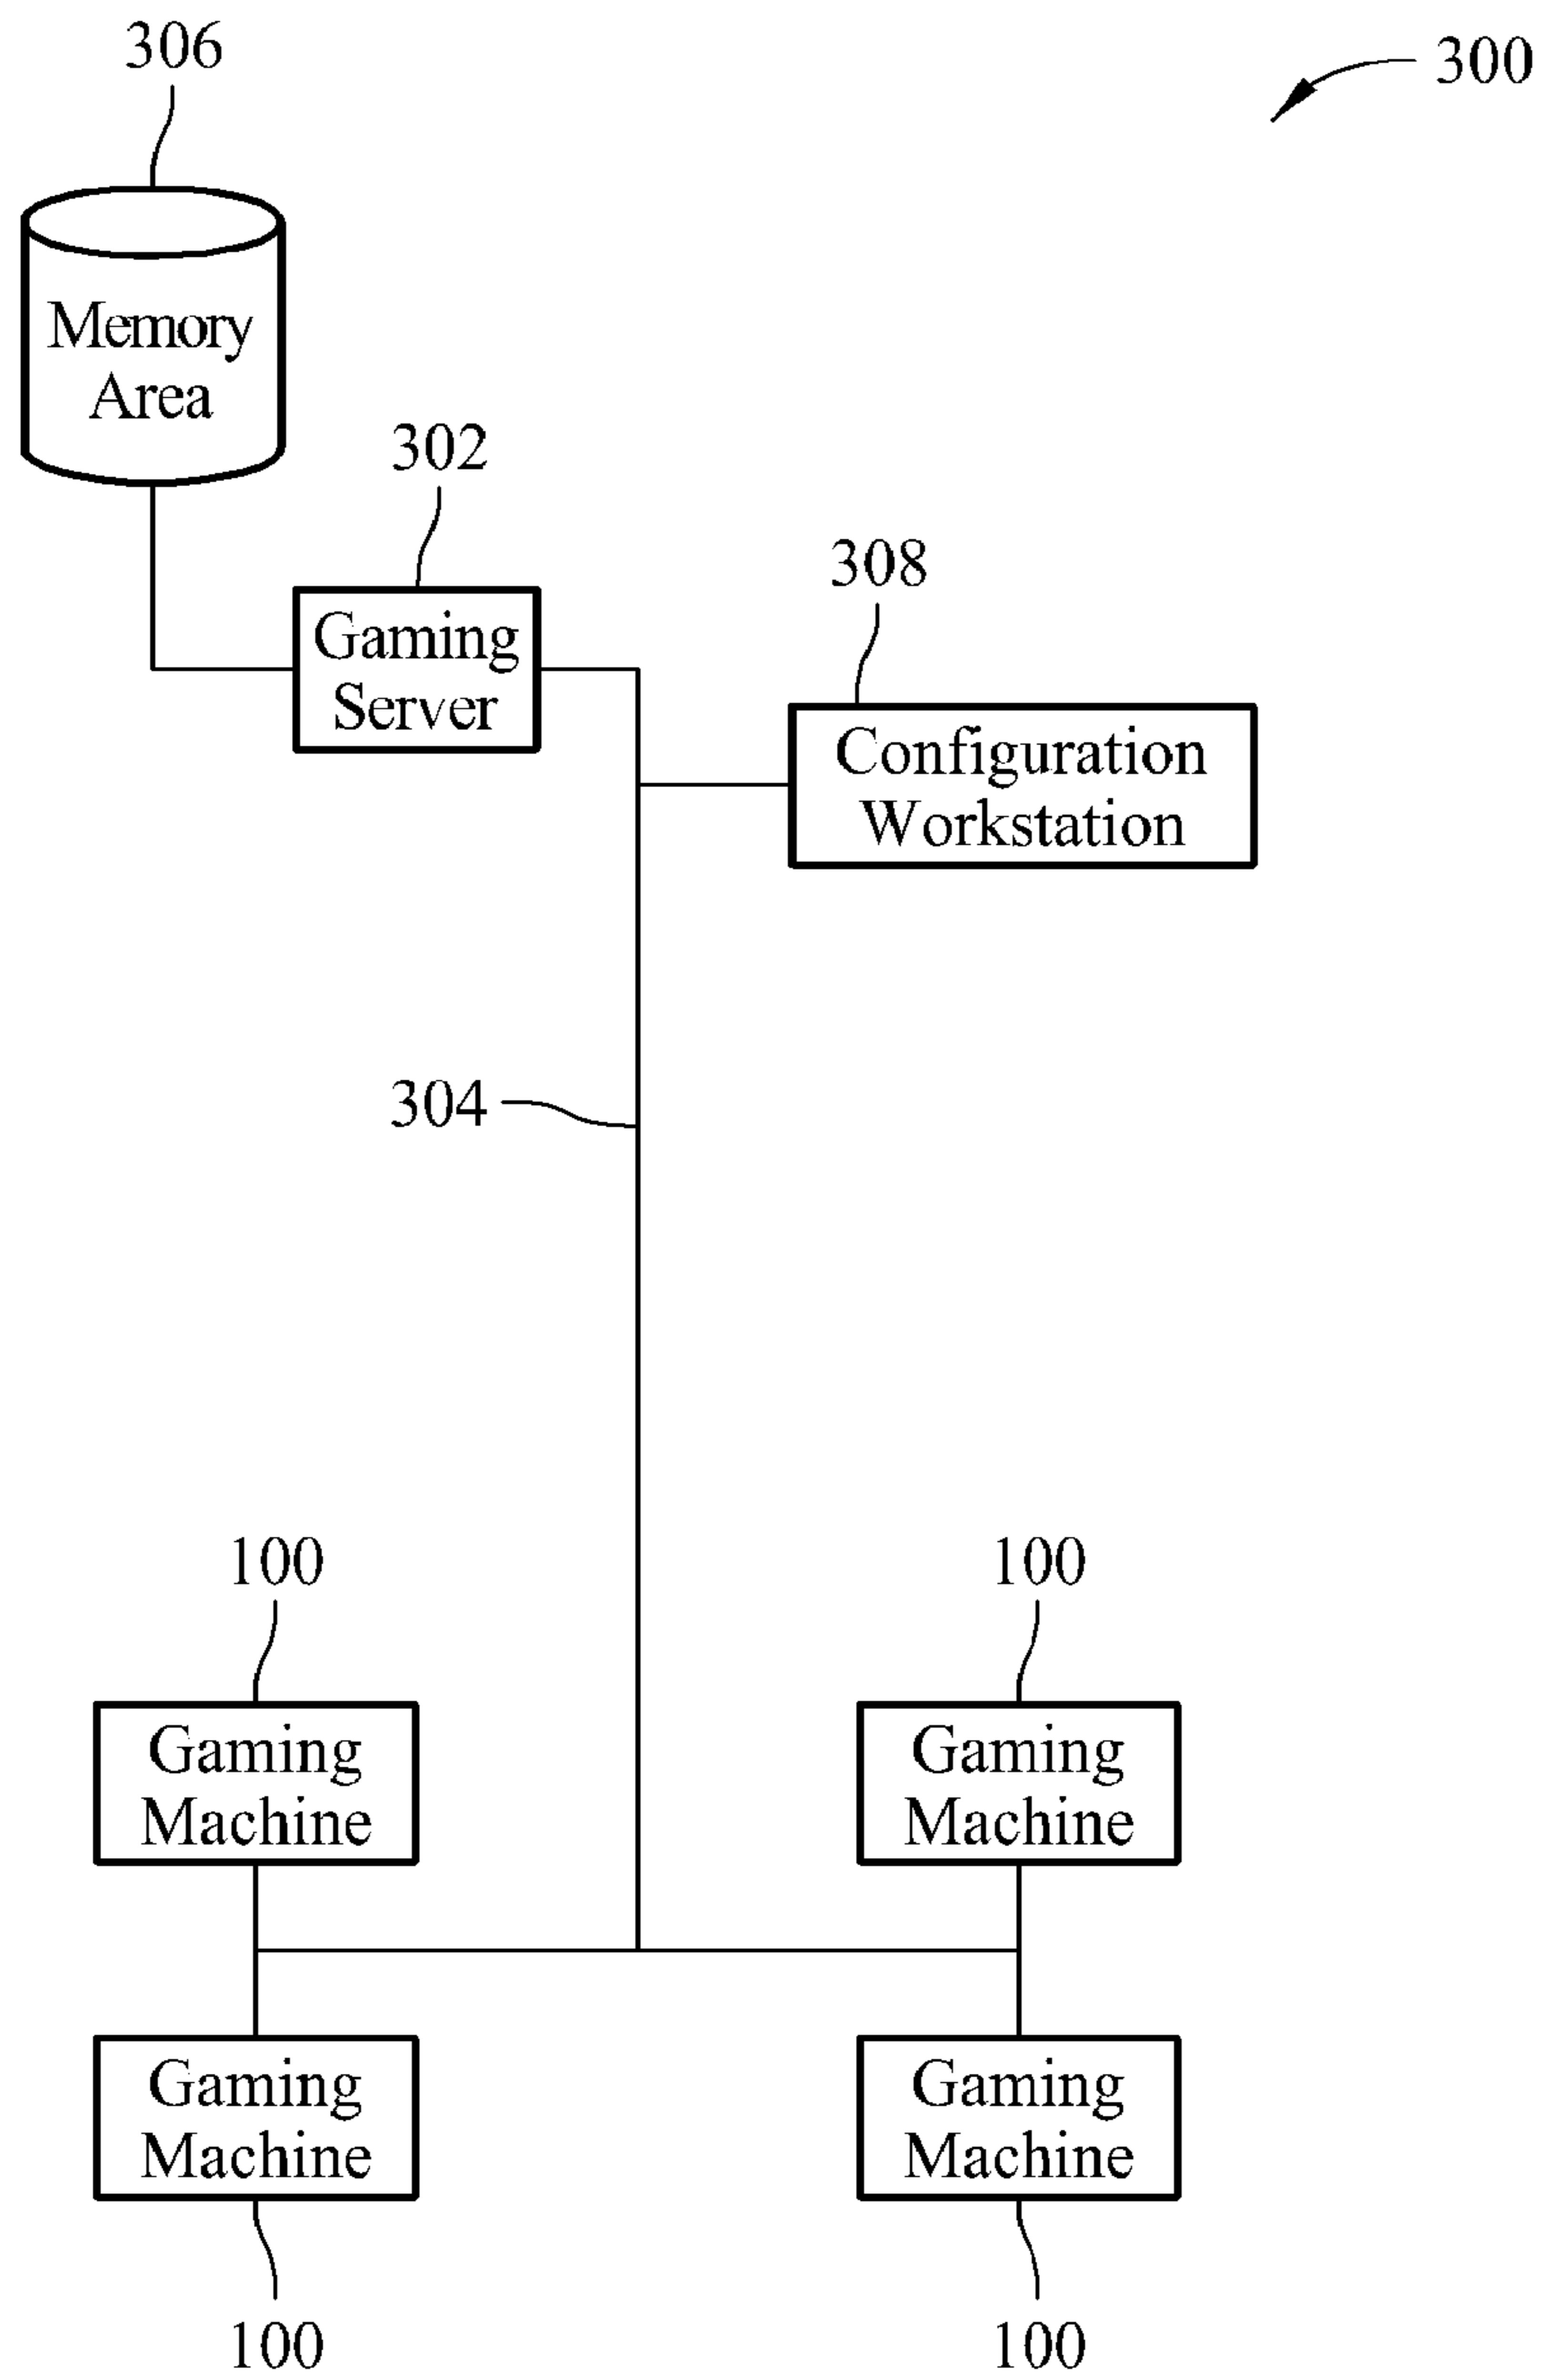 306
300
Memory
Area
302
Gaming
Server
308
Configuration
Workstation
304
100
100
Gaming
Machine
Gaming
Machine
Gaming
Machine
Gaming
Machine
100
100